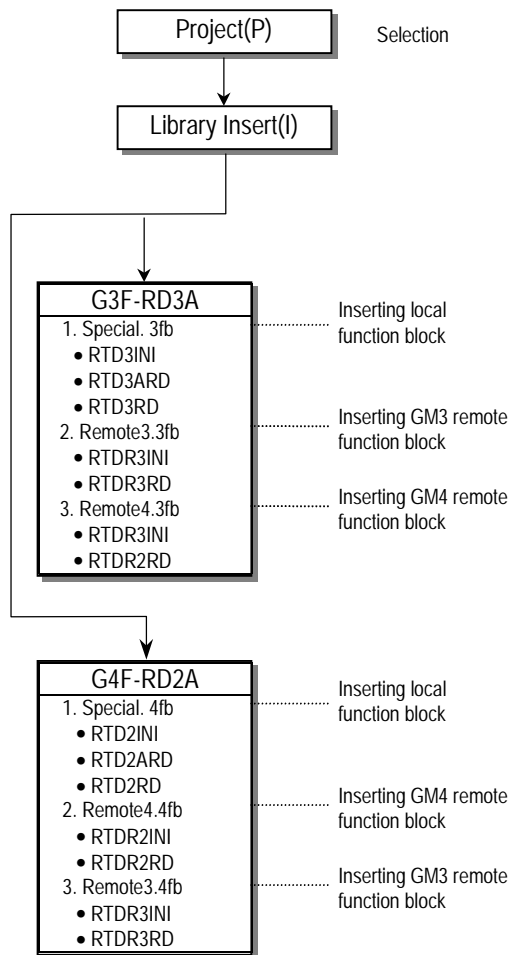 Project(P)
Selection
Library Insert(I)
G3F-RD3A
1. Special. 3fb
• RTD3INI
• RTD3ARD
• RTD3RD
2. Remote3.3fb
• RTDR3INI
• RTDR3RD
3. Remote4.3fb
• RTDR3INI
• RTDR2RD
Inserting local
function block
Inserting GM3 remote
function block
Inserting GM4 remote
function block
G4F-RD2A
1. Special. 4fb
• RTD2INI
• RTD2ARD
• RTD2RD
2. Remote4.4fb
• RTDR2INI
• RTDR2RD
3. Remote3.4fb
• RTDR3INI
• RTDR3RD
Inserting local
function block
Inserting GM4 remote
function block
Inserting GM3 remote
function block